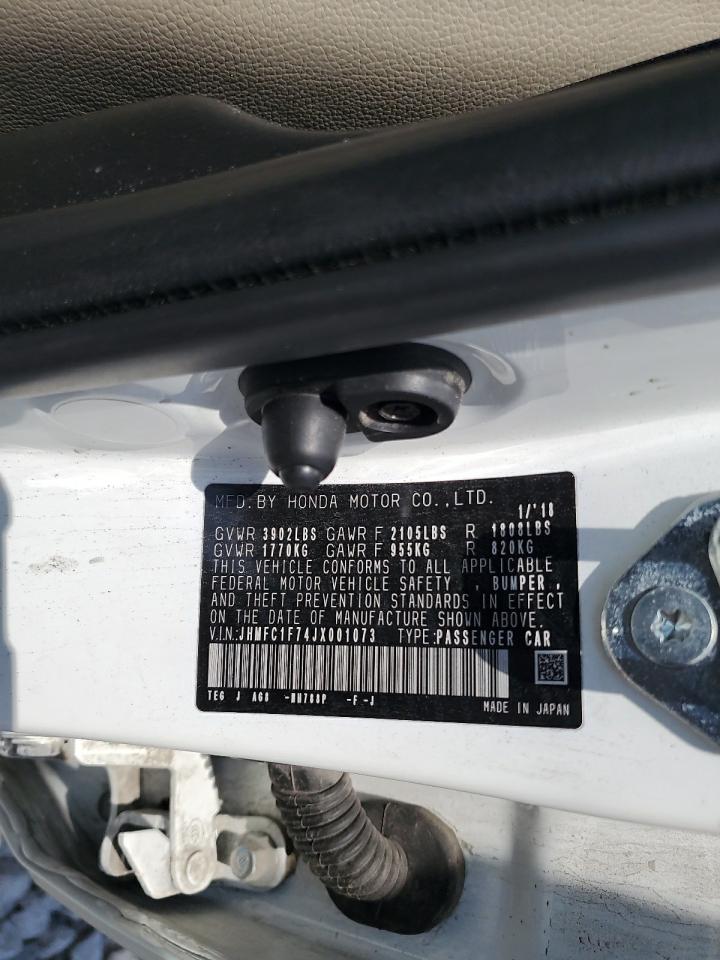 MFD. BY HONDA MOTOR CO., LTD. 1/'18
GVWR 3902LBS GAWR F 2105LBS R 1808LBS
GVWR 1770KG GAWR F 955KG R 820KG
THIS VEHICLE CONFORMS TO ALL APPLICABLE
FEDERAL MOTOR VEHICLE SAFETY , BUMPER ,
AND THEFT PREVENTION STANDARDS IN EFFECT
ON THE DATE OF MANUFACTURE SHOWN ABOVE.
V.I.N: JHMFC1F74JX001073 TYPE: PASSENGER CAR
TEG J AG8 -NH788P -F -J
MADE IN JAPAN